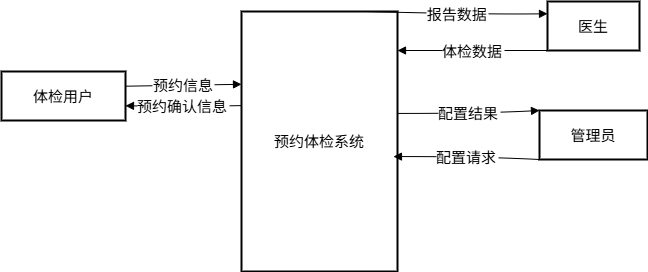 报告数据
医生
体检数据
体检用户
预约信息
预约确认信息
预约体检系统
配置结果
管理员
配置请求